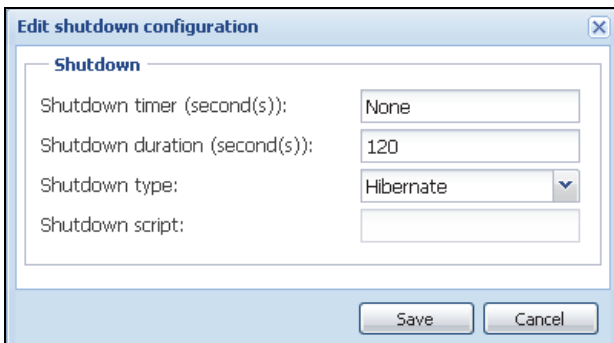 Edit shutdown configuration
Shutdown
Shutdown timer (second(s)): None
Shutdown duration (second(s)): 120
Shutdown type: Hibernate
Shutdown script:
Save Cancel